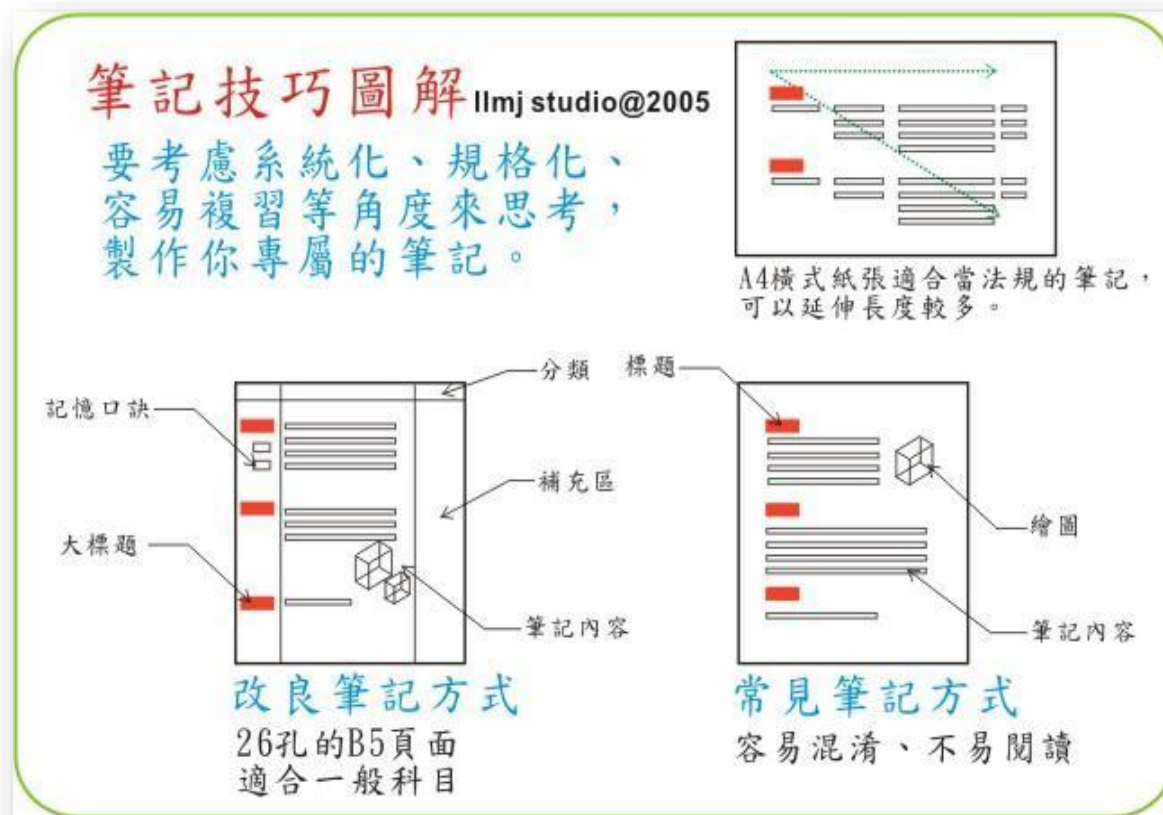 筆記技巧圖解llmj studio@2005
要考慮系統化、規格化、
容易複習等角度來思考，
製作你專屬的筆記。
A4橫式紙張適合當法規的筆記，
可以延伸長度較多。
分類
記憶口訣
補充區
大標題
筆記內容
改良筆記方式
26孔的B5頁面
適合一般科目
標題
繪圖
筆記內容
常見筆記方式
容易混淆、不易閱讀